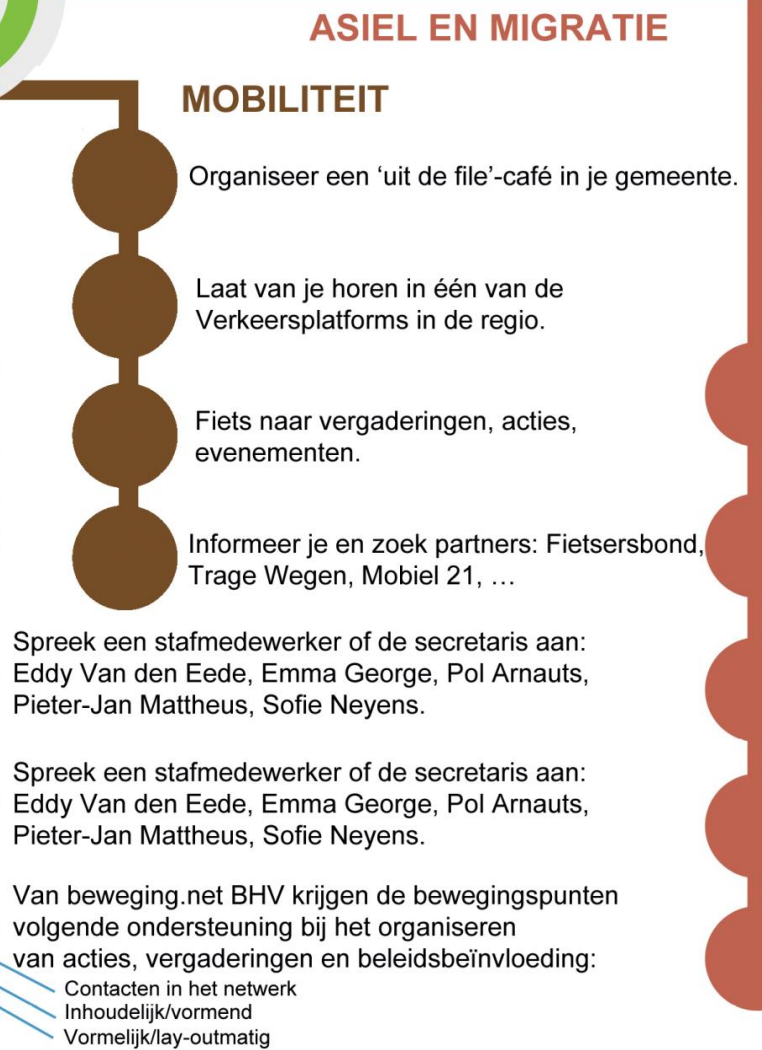 ASIEL EN MIGRATIE
MOBILITEIT
Organiseer een ‘uit de file’-café in je gemeente.
Laat van je horen in één van de
Verkeersplatforms in de regio.
Fiets naar vergaderingen, acties,
evenementen.
Informeer je en zoek partners: Fietsersbond,
Trage Wegen, Mobiel 21, …
Spreek een stafmedewerker of de secretaris aan:
Eddy Van den Eede, Emma George, Pol Arnauts,
Pieter-Jan Mattheus, Sofie Neyens.
Spreek een stafmedewerker of de secretaris aan:
Eddy Van den Eede, Emma George, Pol Arnauts,
Pieter-Jan Mattheus, Sofie Neyens.
Van beweging.net BHV krijgen de bewegingspunten
volgende ondersteuning bij het organiseren
van acties, vergaderingen en beleidsbeïnvloeding:
Contacten in het netwerk
Inhoudelijk/vormend
Vormelijk/lay-outmatig